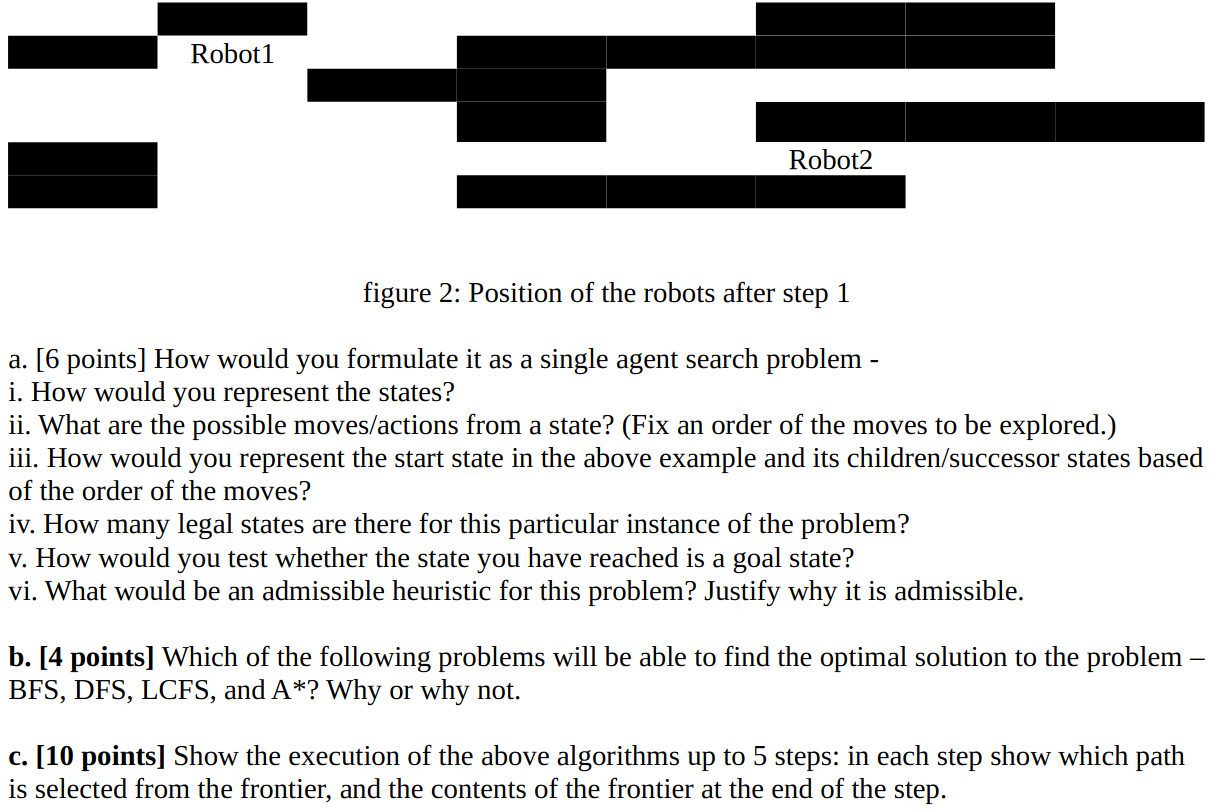 Robot1
Robot2
figure 2: Position of the robots after step 1
a. [6 points] How would you formulate it as a single agent search problem -
i. How would you represent the states?
ii. What are the possible moves/actions from a state? (Fix an order of the moves to be explored.)
iii. How would you represent the start state in the above example and its children/successor states based
of the order of the moves?
iv. How many legal states are there for this particular instance of the problem?
v. How would you test whether the state you have reached is a goal state?
vi. What would be an admissible heuristic for this problem? Justify why it is admissible.
b. [4 points] Which of the following problems will be able to find the optimal solution to the problem –
BFS, DFS, LCFS, and A*? Why or why not.
c. [10 points] Show the execution of the above algorithms up to 5 steps: in each step show which path
is selected from the frontier, and the contents of the frontier at the end of the step.